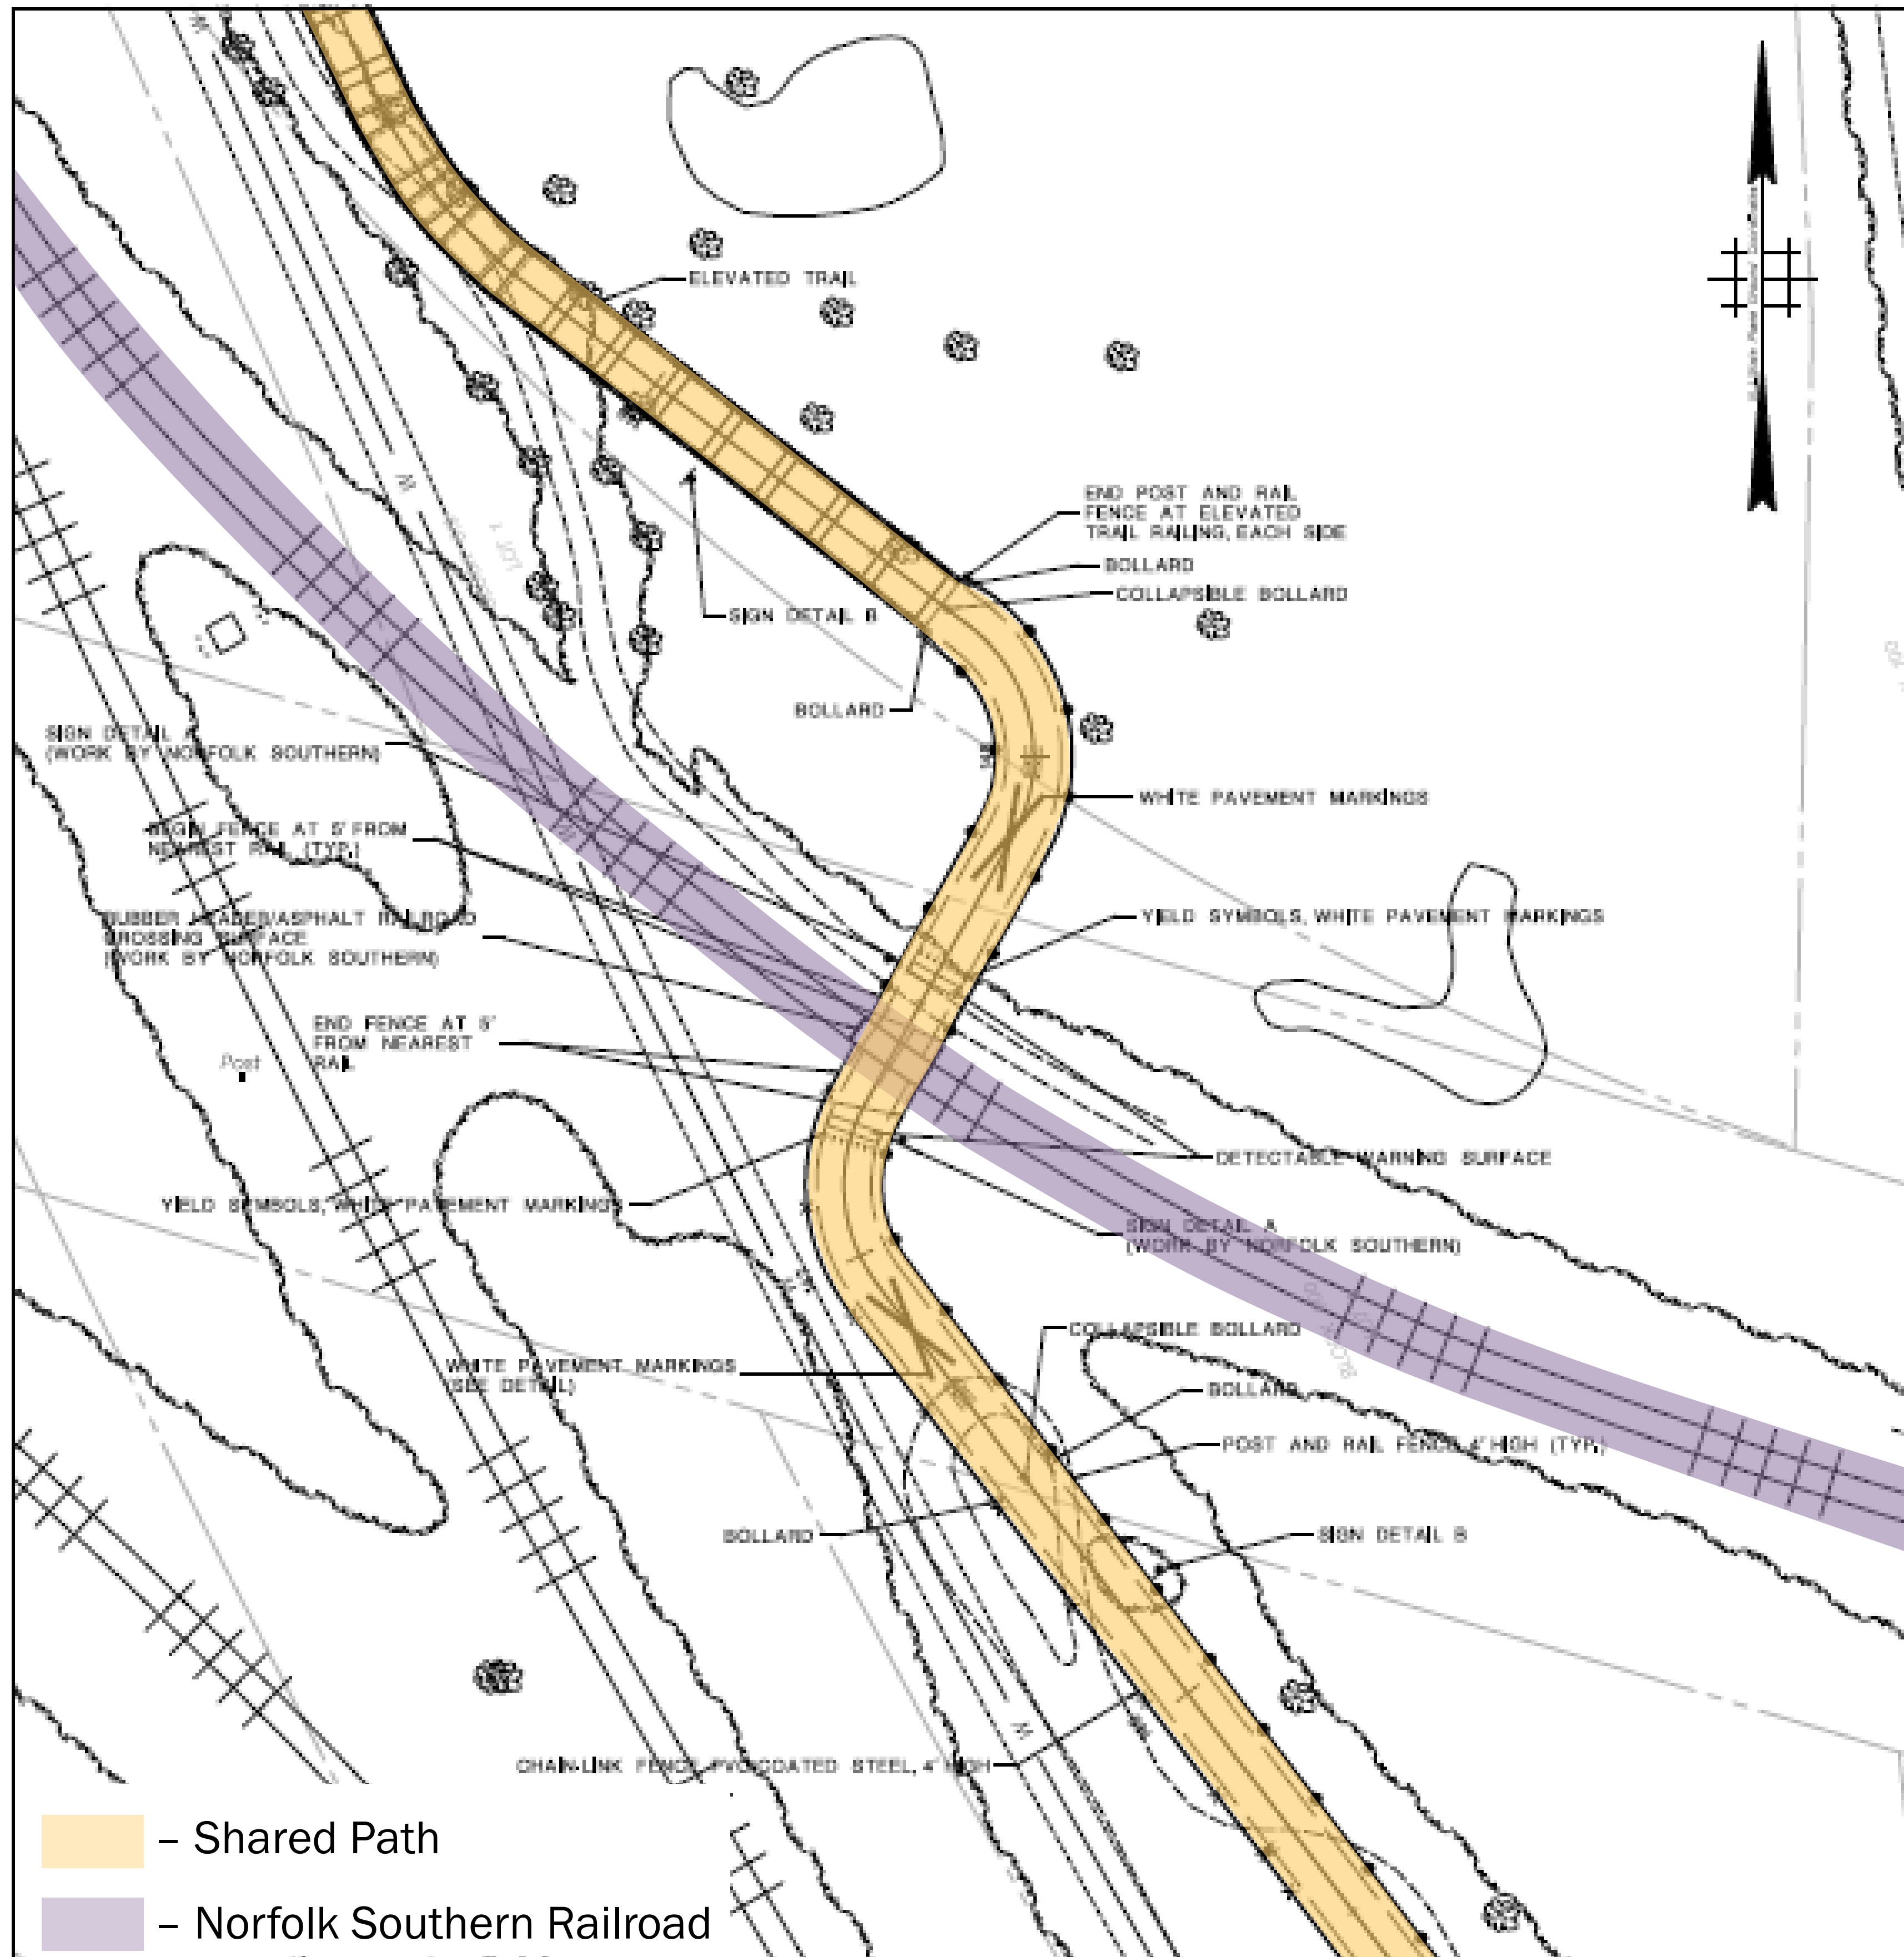 ELEVATED TRAIL
END POST AND RAIL
FENCE AT ELEVATED
TRAIL RAILING, EACH SIDE
BOLLARD
COLLAPSIBLE BOLLARD
SIGN DETAIL B
BOLLARD
SIGN DETAIL A
(WORK BY NORFOLK SOUTHERN)
WHITE PAVEMENT MARKINGS
BEGIN FENCE AT 5' FROM
NEAREST RAIL (TYP.)
RUBBER HEADER/ASPHALT RAILROAD
CROSSING SURFACE
(WORK BY NORFOLK SOUTHERN)
YIELD SYMBOLS, WHITE PAVEMENT MARKINGS
END FENCE AT 5'
FROM NEAREST
RAIL
Post
DETECTABLE WARNING SURFACE
YIELD SYMBOLS, WHITE PAVEMENT MARKINGS
SIGN DETAIL A
(WORK BY NORFOLK SOUTHERN)
COLLAPSIBLE BOLLARD
WHITE PAVEMENT MARKINGS
(SEE DETAIL)
BOLLARD
POST AND RAIL FENCE, 4' HIGH (TYP.)
BOLLARD
SIGN DETAIL B
CHAIN-LINK FENCE PVC COATED STEEL, 4' HIGH
– Shared Path
– Norfolk Southern Railroad